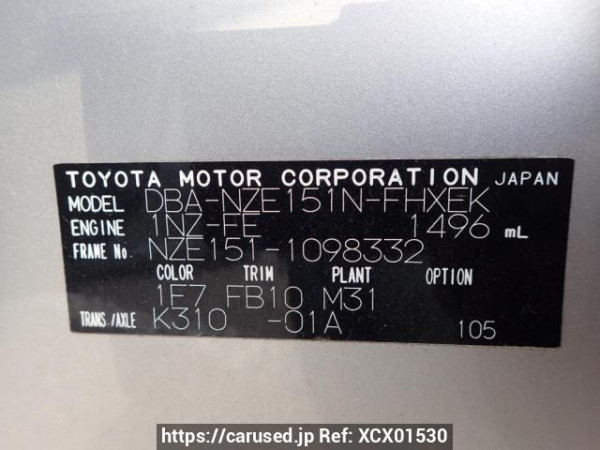 TOYOTA MOTOR CORPORATION JAPAN
MODEL DBA-NZE151N-FHXEK
ENGINE 1NZ-FE 1496 mL
FRAME No. NZE151-1098332
COLOR TRIM PLANT OPTION
1F7 FB10 M31
TRANS./AXLE K310 -01A 105
https://carused.jp Ref: XCX01530